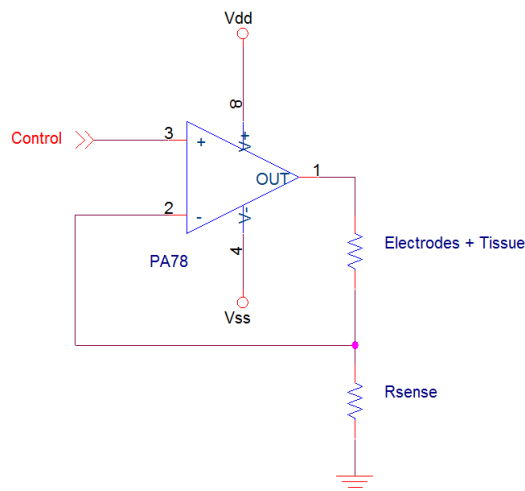 Vdd
8
V+
Control
3
+
OUT
1
2
-
V-
4
PA78
Electrodes + Tissue
Vss
Rsense